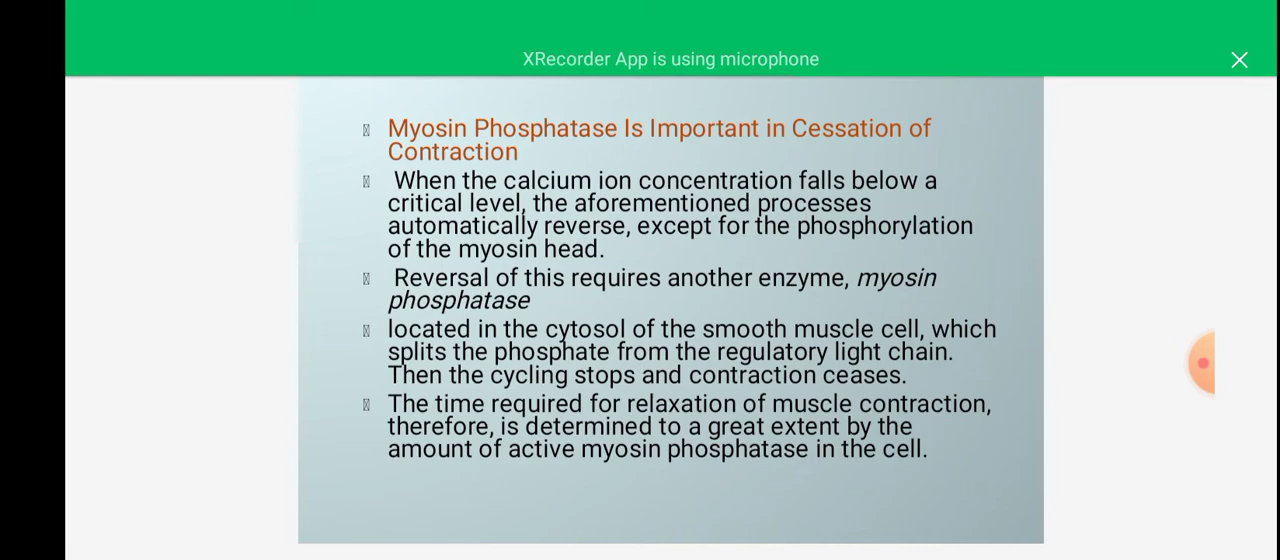 XRecorder App is using microphone
Myosin Phosphatase Is Important in Cessation of
Contraction
When the calcium ion concentration falls below a
critical level, the aforementioned processes
automatically reverse, except for the phosphorylation
of the myosin head.
Reversal of this requires another enzyme, myosin
phosphatase
located in the cytosol of the smooth muscle cell, which
splits the phosphate from the regulatory light chain.
Then the cycling stops and contraction ceases.
The time required for relaxation of muscle contraction,
therefore, is determined to a great extent by the
amount of active myosin phosphatase in the cell.